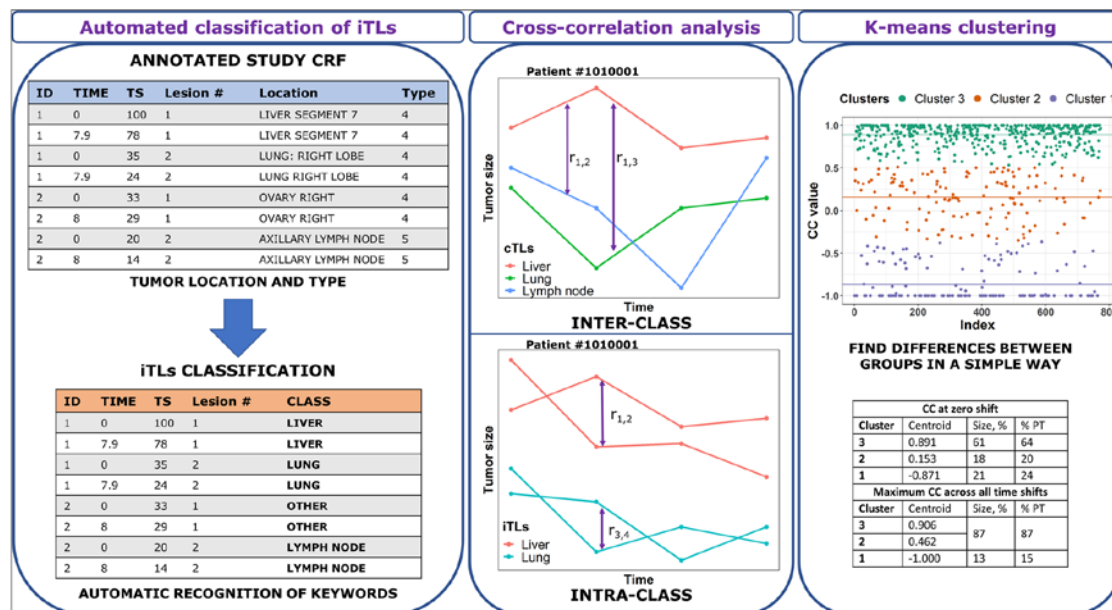 Automated classification of iTLs
ANNOTATED STUDY CRF
ID TIME TS Lesion # Location Type
1 0 100 1 LIVER SEGMENT 7 4
1 7.9 78 1 LIVER SEGMENT 7 4
1 0 35 2 LUNG: RIGHT LOBE 4
1 7.9 24 2 LUNG RIGHT LOBE 4
2 0 33 1 OVARY RIGHT 4
2 8 29 1 OVARY RIGHT 4
2 0 20 2 AXILLARY LYMPH NODE 5
2 8 14 2 AXILLARY LYMPH NODE 5
TUMOR LOCATION AND TYPE
iTLs CLASSIFICATION
ID TIME TS Lesion # CLASS
1 0 100 1 LIVER
1 7.9 78 1 LIVER
1 0 35 2 LUNG
1 7.9 24 2 LUNG
2 0 33 1 OTHER
2 8 29 1 OTHER
2 0 20 2 LYMPH NODE
2 8 14 2 LYMPH NODE
AUTOMATIC RECOGNITION OF KEYWORDS
Cross-correlation analysis
Patient #1010001
Tumor size
r1,2
r1,3
cTLs
Liver
Lung
Lymph node
Time
INTER-CLASS
Patient #1010001
Tumor size
r1,2
r3,4
iTLs
Liver
Lung
Time
INTRA-CLASS
K-means clustering
Clusters Cluster 3 Cluster 2 Cluster 1
CC value
1.0
0.5
0.0
-0.5
-1.0
0 200 400 600 800
Index
FIND DIFFERENCES BETWEEN
GROUPS IN A SIMPLE WAY
CC at zero shift
Cluster Centroid Size, % % PT
3 0.891 61 64
2 0.153 18 20
1 -0.871 21 24
Maximum CC across all time shifts
Cluster Centroid Size, % % PT
3 0.906 87 87
2 0.462
1 -1.000 13 15